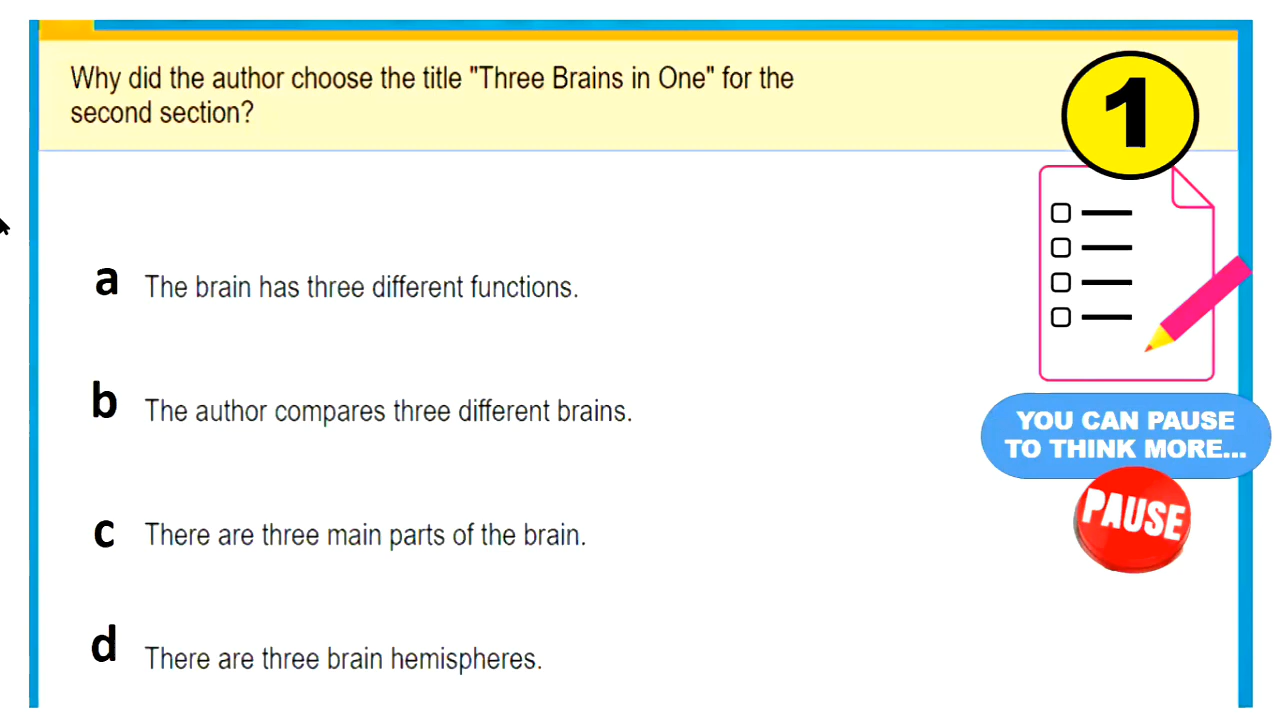 Why did the author choose the title "Three Brains in One" for the
second section?
1
a The brain has three different functions.
b The author compares three different brains.
YOU CAN PAUSE
TO THINK MORE...
PAUSE
c There are three main parts of the brain.
d There are three brain hemispheres.